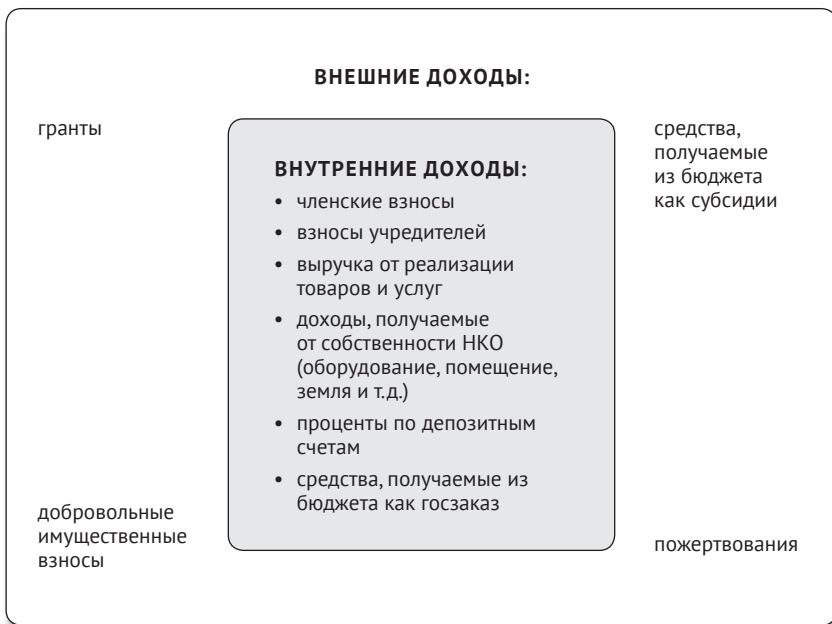 ВНЕШНИЕ ДОХОДЫ:
гранты
средства,
получаемые
из бюджета
как субсидии
ВНУТРЕННИЕ ДОХОДЫ:
• членские взносы
• взносы учредителей
• выручка от реализации
товаров и услуг
• доходы, получаемые
от собственности НКО
(оборудование, помещение,
земля и т.д.)
• проценты по депозитным
счетам
• средства, получаемые из
бюджета как госзаказ
добровольные
имущественные
взносы
пожертвования